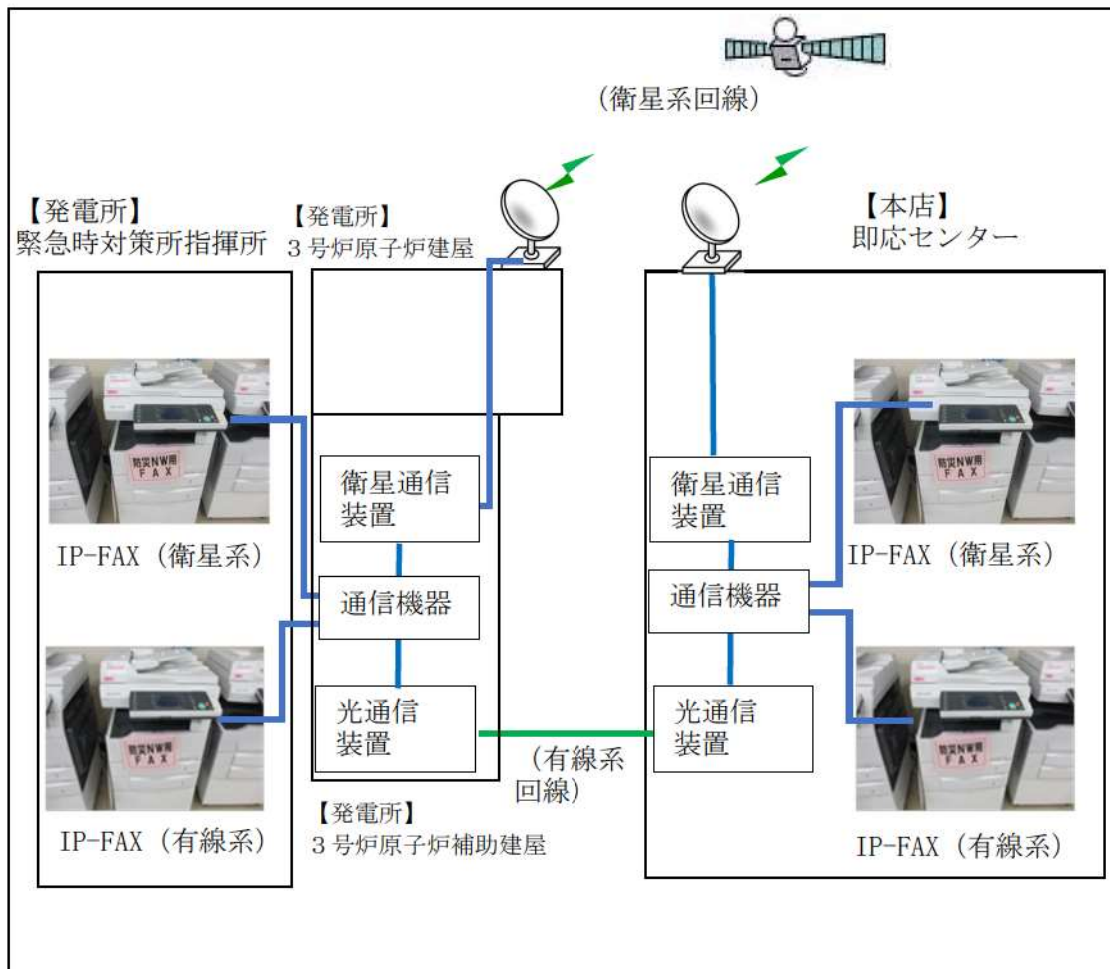 （衛星系回線）
【発電所】
緊急時対策所指揮所
【発電所】
３号炉原子炉建屋
【本店】
即応センター
防災NW用
ＦＡＸ
IP-FAX（衛星系）
衛星通信
装置
通信機器
光通信
装置
防災NW用
ＦＡＸ
IP-FAX（有線系）
（有線系
回線）
【発電所】
３号炉原子炉補助建屋
衛星通信
装置
通信機器
光通信
装置
防災NW用
ＦＡＸ
IP-FAX（衛星系）
防災NW用
ＦＡＸ
IP-FAX（有線系）